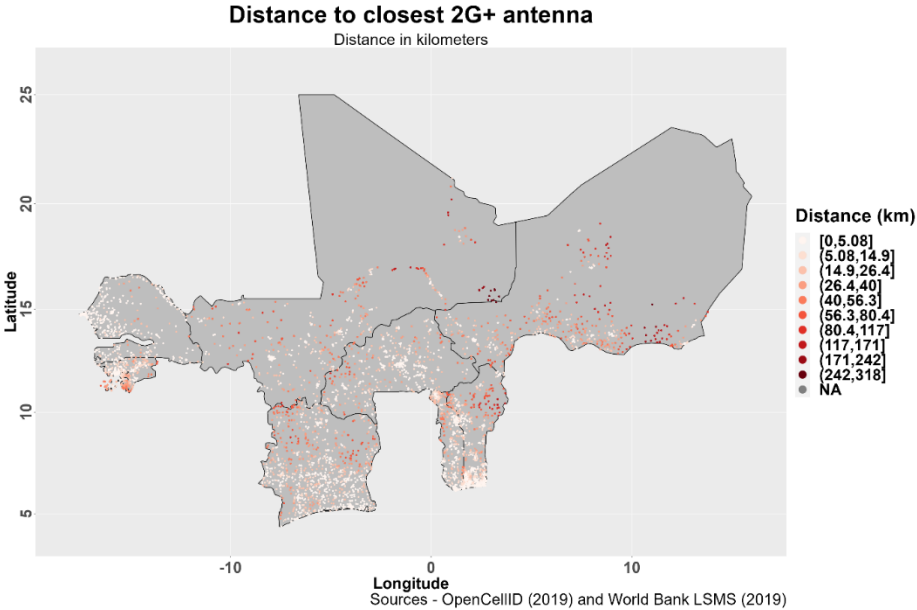 Distance to closest 2G+ antenna
Distance in kilometers
25
20
15
10
5
Latitude
-10
0
10
Longitude
Distance (km)
[0,5.08]
(5.08,14.9]
(14.9,26.4]
(26.4,40]
(40,56.3]
(56.3,80.4]
(80.4,117]
(117,171]
(171,242]
(242,318]
NA
Sources - OpenCellID (2019) and World Bank LSMS (2019)